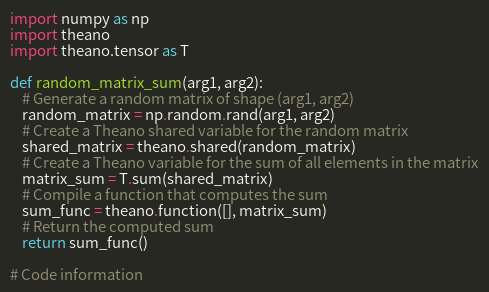 import numpy as np
import theano
import theano.tensor as T

def random_matrix_sum(arg1, arg2):
    # Generate a random matrix of shape (arg1, arg2)
    random_matrix = np.random.rand(arg1, arg2)
    # Create a Theano shared variable for the random matrix
    shared_matrix = theano.shared(random_matrix)
    # Create a Theano variable for the sum of all elements in the matrix
    matrix_sum = T.sum(shared_matrix)
    # Compile a function that computes the sum
    sum_func = theano.function([], matrix_sum)
    # Return the computed sum
    return sum_func()

# Code information